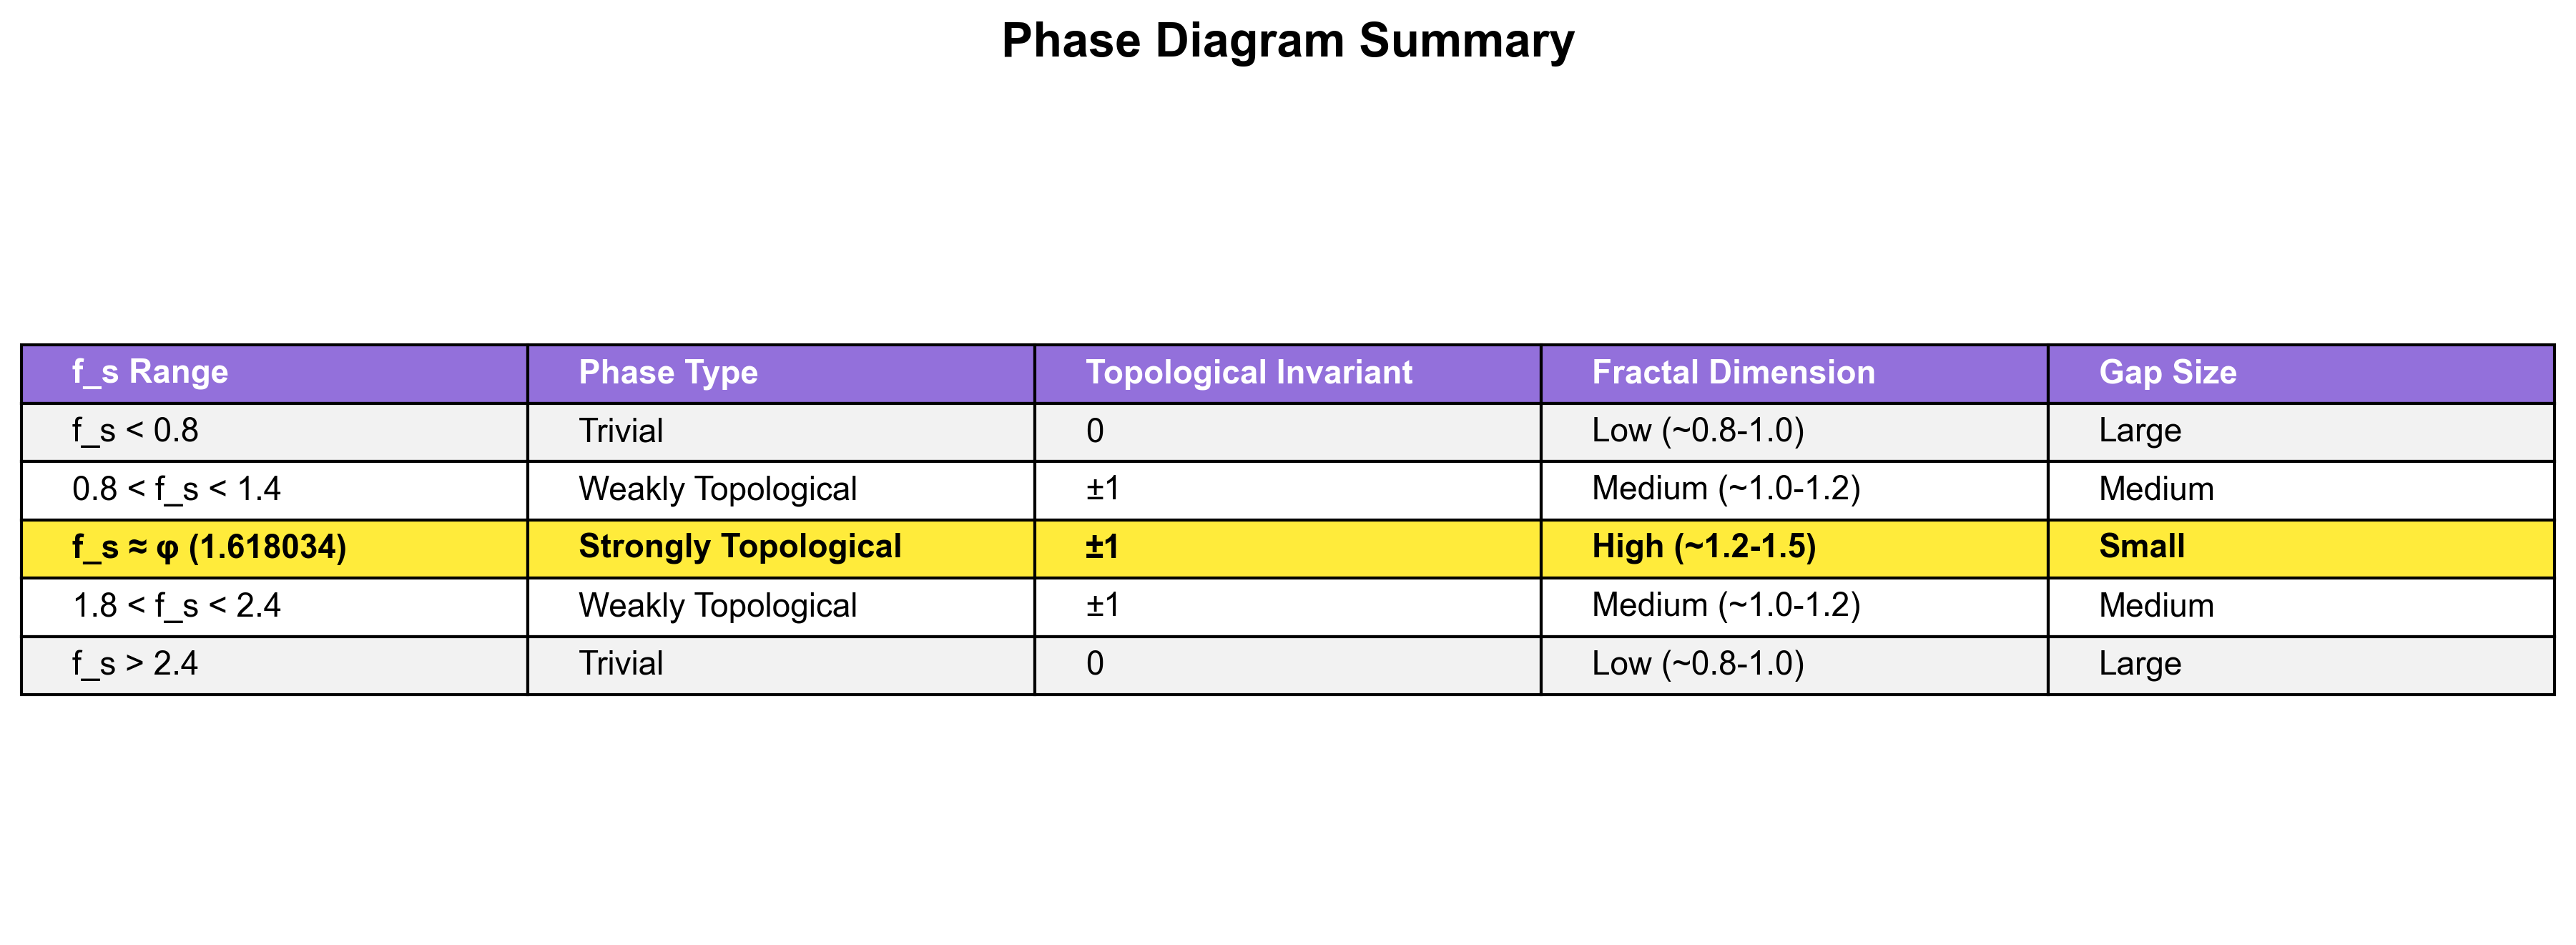 Phase Diagram Summary
f_s Range Phase Type Topological Invariant Fractal Dimension Gap Size
f_s < 0.8 Trivial 0 Low (~0.8-1.0) Large
0.8 < f_s < 1.4 Weakly Topological ±1 Medium (~1.0-1.2) Medium
f_s ≈ φ (1.618034) Strongly Topological ±1 High (~1.2-1.5) Small
1.8 < f_s < 2.4 Weakly Topological ±1 Medium (~1.0-1.2) Medium
f_s > 2.4 Trivial 0 Low (~0.8-1.0) Large